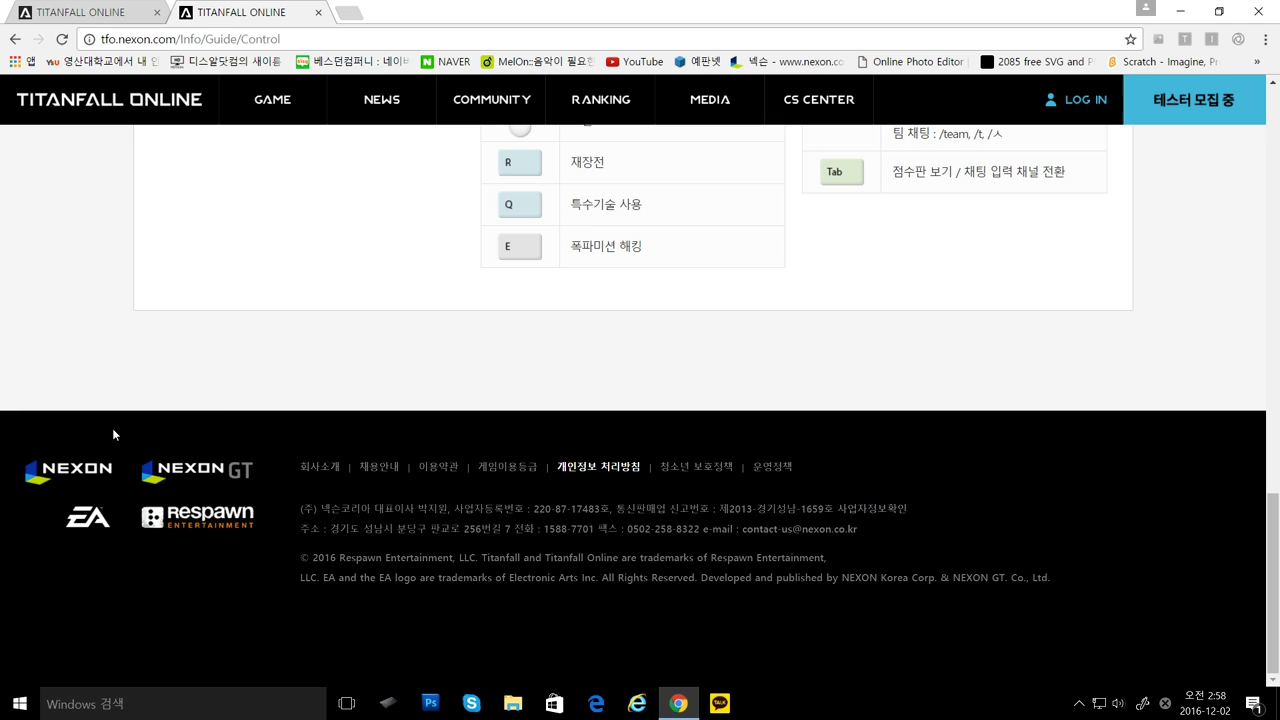 TITANFALL ONLINE
TITANFALL ONLINE
tfo.nexon.com/Info/Guide/Control
앱
영산대학교에서 내 인
디스알닷컴의 새이름
베스던컴퍼니 : 네이버
NAVER
MelOn::음악이 필요한
YouTube
예판넷
넥슨 - www.nexon.co
Online Photo Editor
2085 free SVG and P
Scratch - Imagine, Pr
»
TITANFALL ONLINE
GAME
NEWS
COMMUNITY
RANKING
MEDIA
CS CENTER
LOG IN
테스터 모집 중
팀 채팅 : /team, /t, /ㅅ
R 재장전
Tab 점수판 보기 / 채팅 입력 채널 전환
Q 특수기술 사용
E 폭파미션 해킹
NEXON
NEXON GT
EA
Respawn
ENTERTAINMENT
회사소개 | 채용안내 | 이용약관 | 게임이용등급 | 개인정보 처리방침 | 청소년 보호정책 | 운영정책
(주) 넥슨코리아 대표이사 박지원, 사업자등록번호 : 220-87-17483호, 통신판매업 신고번호 : 제2013-경기성남-1659호 사업자정보확인
주소 : 경기도 성남시 분당구 판교로 256번길 7 전화 : 1588-7701 팩스 : 0502-258-8322 e-mail : contact-us@nexon.co.kr
© 2016 Respawn Entertainment, LLC. Titanfall and Titanfall Online are trademarks of Respawn Entertainment,
LLC. EA and the EA logo are trademarks of Electronic Arts Inc. All Rights Reserved. Developed and published by NEXON Korea Corp. & NEXON GT. Co., Ltd.
Windows 검색
Ps
TALK
오전 2:58
2016-12-02
1